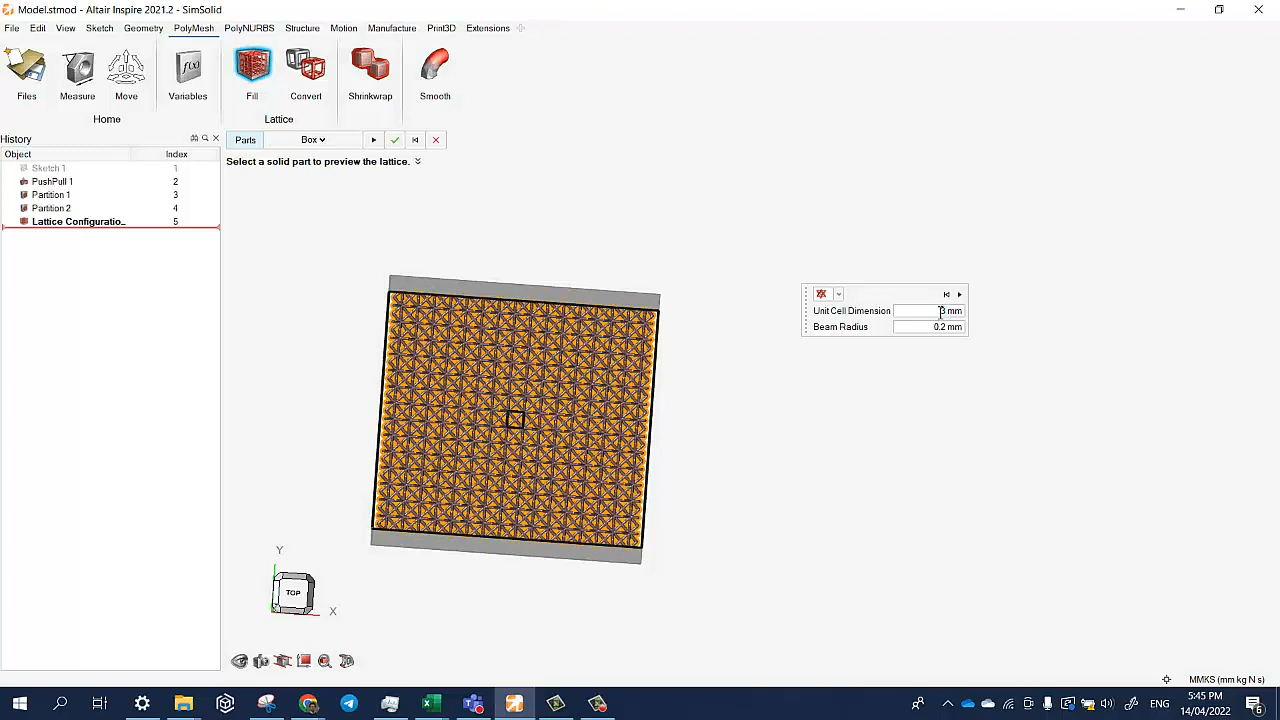 Model.stmod - Altair Inspire 2021.2 - SimSolid
File Edit View Sketch Geometry PolyMesh PolyNURBS Structure Motion Manufacture Print3D Extensions
f(x)
Files Measure Move Variables Fill Convert Shrinkwrap Smooth
Home Lattice
History
Parts Box
Object Index
Select a solid part to preview the lattice.
Sketch 1 1
PushPull 1 2
Partition 1 3
Partition 2 4
Lattice Configuratio... 5
Unit Cell Dimension 3 mm
Beam Radius 0.2 mm
Y
TOP
X
MMKS (mm kg N s)
ENG
5:45 PM
14/04/2022
6